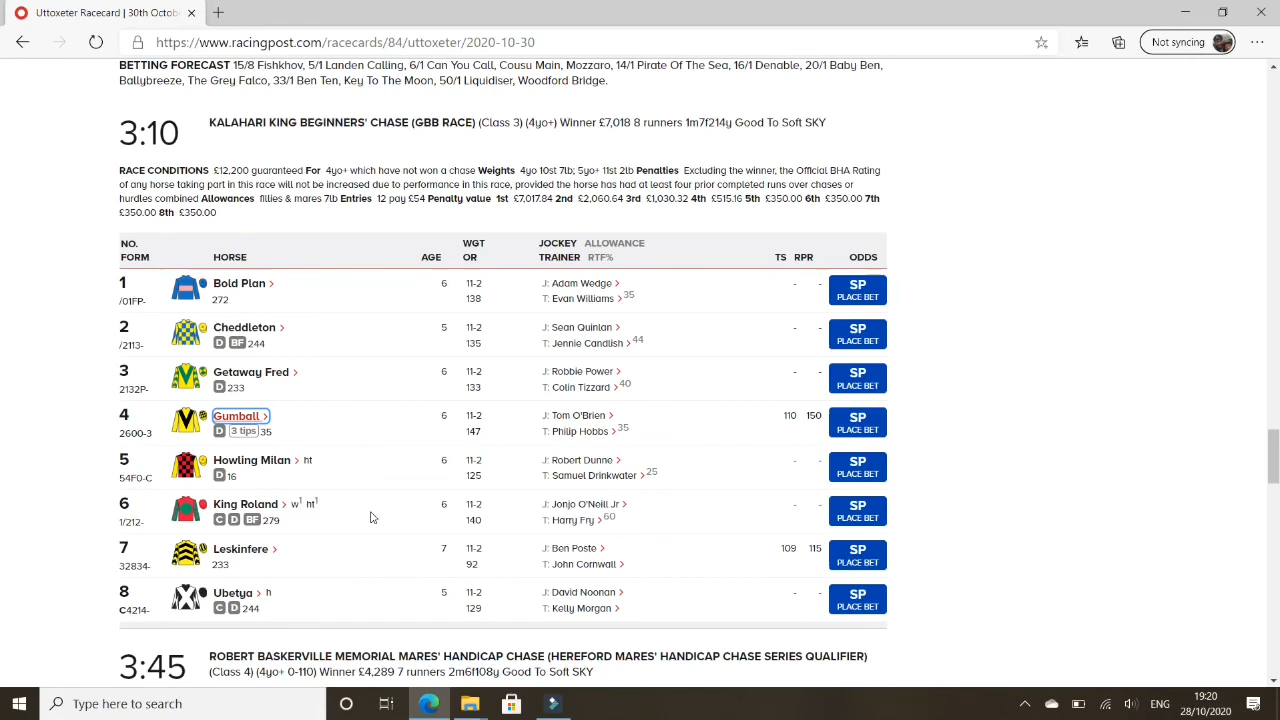 Uttoxeter Racecard | 30th Octob
https://www.racingpost.com/racecards/84/uttoxeter/2020-10-30
Not syncing
BETTING FORECAST 15/8 Fishkhov, 5/1 Landen Calling, 6/1 Can You Call, Cousu Main, Mozzaro, 14/1 Pirate Of The Sea, 16/1 Denable, 20/1 Baby Ben,
Ballybreeze, The Grey Falco, 33/1 Ben Ten, Key To The Moon, 50/1 Liquidiser, Woodford Bridge.
3:10 KALAHARI KING BEGINNERS' CHASE (GBB RACE) (Class 3) (4yo+) Winner £7,018 8 runners 1m7f214y Good To Soft SKY
RACE CONDITIONS £12,200 guaranteed For 4yo+ which have not won a chase Weights 4yo 10st 7lb; 5yo+ 11st 2lb Penalties Excluding the winner, the Official BHA Rating
of any horse taking part in this race will not be increased due to performance in this race, provided the horse has had at least four prior completed runs over chases or
hurdles combined Allowances fillies & mares 7lb Entries 12 pay £54 Penalty value 1st £7,017.84 2nd £2,060.64 3rd £1,030.32 4th £515.16 5th £350.00 6th £350.00 7th
£350.00 8th £350.00
NO. WGT JOCKEY ALLOWANCE
FORM HORSE AGE OR TRAINER RTF% TS RPR ODDS
1 Bold Plan > 6 11-2 J: Adam Wedge > - - SP
/01FP- 272 138 T: Evan Williams > 35 PLACE BET
2 Cheddleton > 5 11-2 J: Sean Quinlan > - - SP
/2113- D BF 244 135 T: Jennie Candlish > 44 PLACE BET
3 Getaway Fred > 6 11-2 J: Robbie Power > - - SP
2132P- D 233 133 T: Colin Tizzard > 40 PLACE BET
4 Gumball > 6 11-2 J: Tom O'Brien > 110 150 SP
2600-3 D 3 tips 35 147 T: Philip Hobbs > 35 PLACE BET
5 Howling Milan > ht 6 11-2 J: Robert Dunne > - - SP
54F0-C D 16 125 T: Samuel Drinkwater > 25 PLACE BET
6 King Roland > w1 ht1 6 11-2 J: Jonjo O'Neill Jr > - - SP
1/212- C D BF 279 140 T: Harry Fry > 60 PLACE BET
7 Leskinfere > 7 11-2 J: Ben Poste > 109 115 SP
32834- 233 92 T: John Cornwall > PLACE BET
8 Ubetya > h 5 11-2 J: David Noonan > - - SP
C4214- C D 244 129 T: Kelly Morgan > PLACE BET
3:45 ROBERT BASKERVILLE MEMORIAL MARES' HANDICAP CHASE (HEREFORD MARES' HANDICAP CHASE SERIES QUALIFIER)
(Class 4) (4yo+ 0-110) Winner £4,289 7 runners 2m6f108y Good To Soft SKY
Type here to search
ENG
19:20
28/10/2020